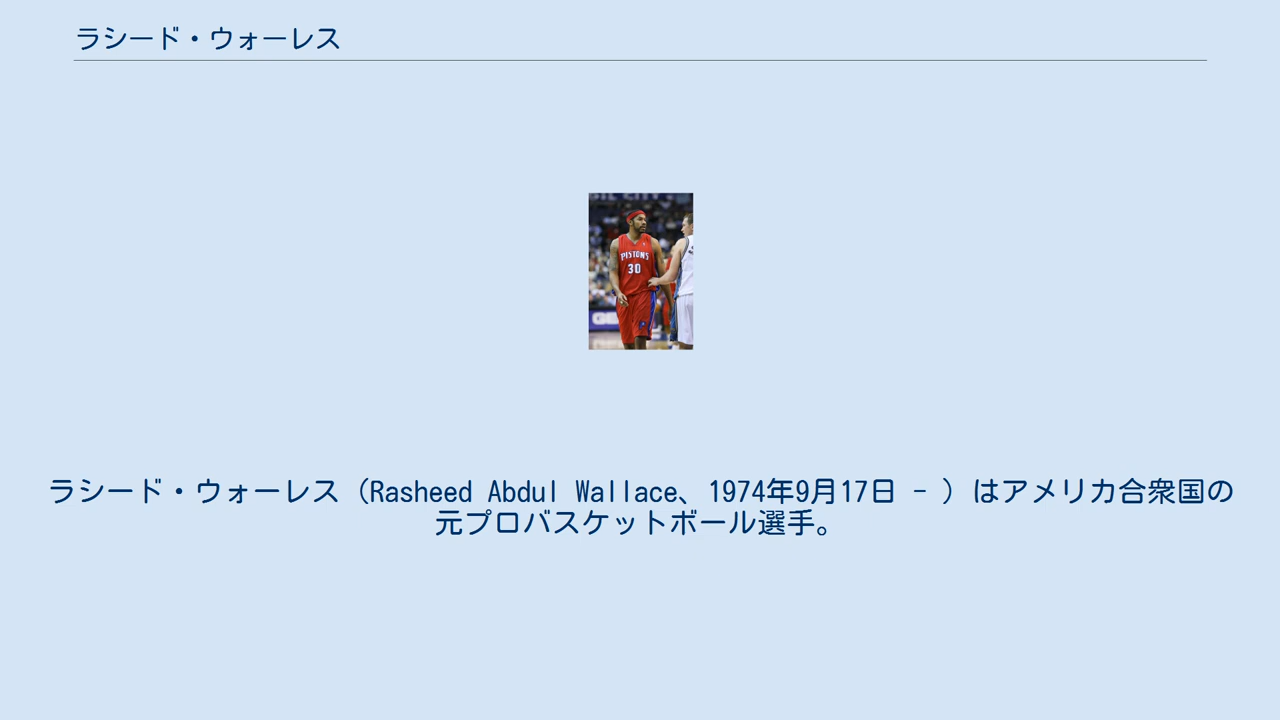 ラシード・ウォーレス
PISTONS
30
ラシード・ウォーレス（Rasheed Abdul Wallace、1974年9月17日 - ）はアメリカ合衆国の
元プロバスケットボール選手。